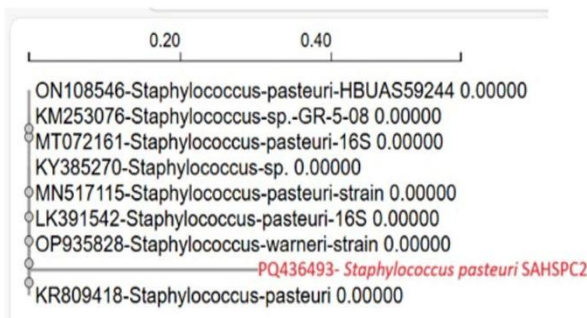 0.20 0.40
ON108546-Staphylococcus-pasteuri-HBUAS59244 0.00000
KM253076-Staphylococcus-sp.-GR-5-08 0.00000
MT072161-Staphylococcus-pasteuri-16S 0.00000
KY385270-Staphylococcus-sp. 0.00000
MN517115-Staphylococcus-pasteuri-strain 0.00000
LK391542-Staphylococcus-pasteuri-16S 0.00000
OP935828-Staphylococcus-warneri-strain 0.00000
PQ436493- Staphylococcus pasteuri SAHSPC2
KR809418-Staphylococcus-pasteuri 0.00000